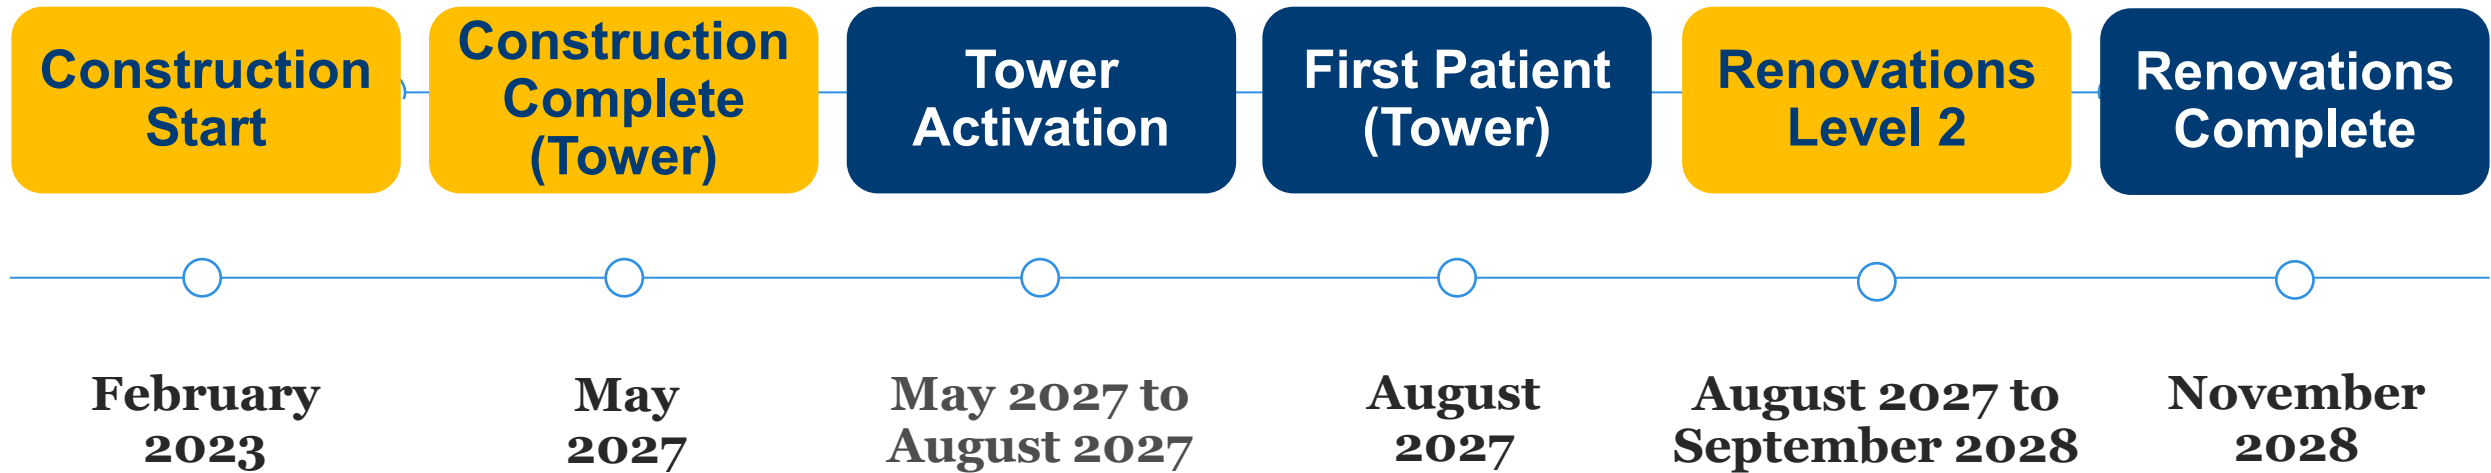 Construction
Start
Construction
Complete
(Tower)
Tower
Activation
First Patient
(Tower)
Renovations
Level 2
Renovations
Complete
February
2023
May
2027
May 2027 to
August 2027
August
2027
August 2027 to
September 2028
November
2028